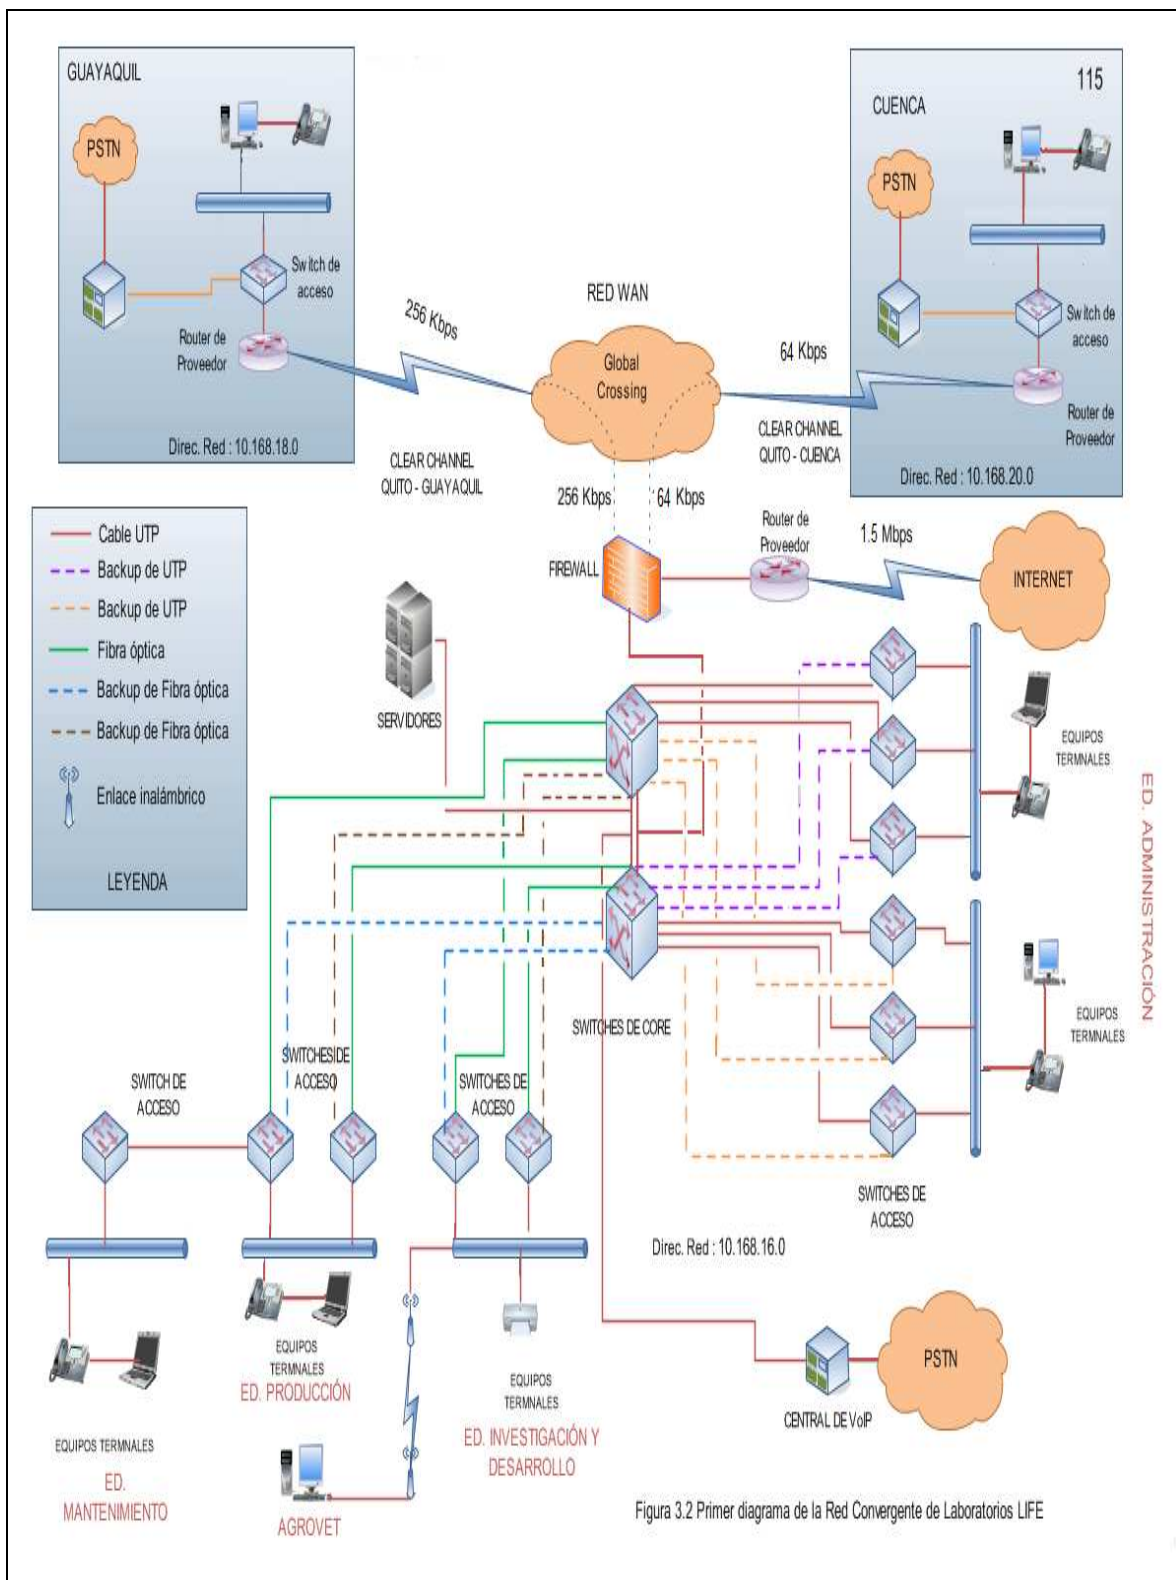 GUAYAQUIL
PSTN
Switch de
acceso
Router de
Proveedor
Direc. Red : 10.168.18.0
115
CUENCA
PSTN
Switch de
acceso
Router de
Proveedor
Direc. Red : 10.168.20.0
RED WAN
256 Kbps
Global
Crossing
64 Kbps
CLEAR CHANNEL
QUITO - GUAYAQUIL
CLEAR CHANNEL
QUITO - CUENCA
256 Kbps
64 Kbps
Cable UTP
Backup de UTP
Backup de UTP
Fibra óptica
Backup de Fibra óptica
Backup de Fibra óptica
Enlace inalámbrico
LEYENDA
FIREWALL
Router de
Proveedor
1.5 Mbps
INTERNET
SERVIDORES
EQUIPOS
TERMNALES
ED. ADMINISTRACIÓN
EQUIPOS
TERMNALES
SWITCHES DE CORE
SWITCH DE
ACCESO
SWITCHES DE
ACCESO
SWITCHES DE
ACCESO
SWITCHES DE
ACCESO
Direc. Red : 10.168.16.0
EQUIPOS TERMNALES
ED.
MANTENIMIENTO
EQUIPOS
TERMNALES
ED. PRODUCCIÓN
AGROVET
EQUIPOS
TERMNALES
ED. INVESTIGACIÓN Y
DESARROLLO
PSTN
CENTRAL DE VoIP
Figura 3.2 Primer diagrama de la Red Convergente de Laboratorios LIFE